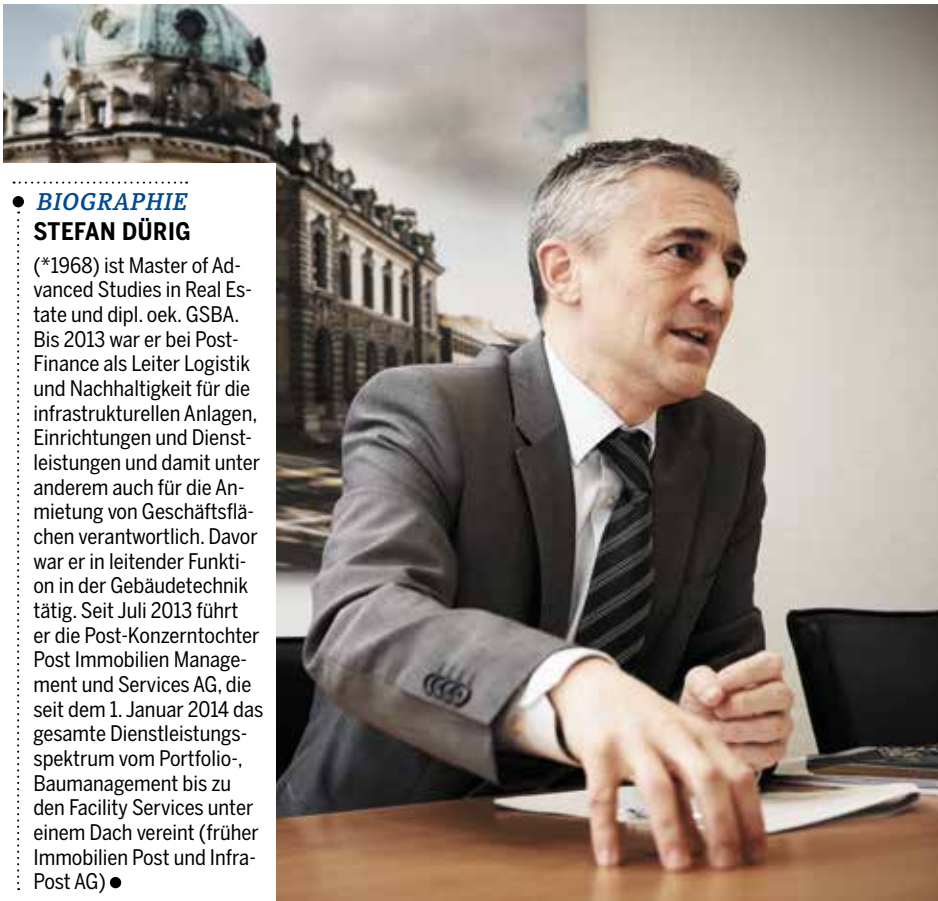 BIOGRAPHIE
STEFAN DÜRIG
(*1968) ist Master of Ad-
vanced Studies in Real Es-
tate und dipl. oek. GSBA.
Bis 2013 war er bei Post-
Finance als Leiter Logistik
und Nachhaltigkeit für die
infrastrukturellen Anlagen,
Einrichtungen und Dienst-
leistungen und damit unter
anderem auch für die An-
mietung von Geschäftsflä-
chen verantwortlich. Davor
war er in leitender Funkti-
on in der Gebäudetechnik
tätig. Seit Juli 2013 führt
er die Post-Konzerntochter
Post Immobilien Manage-
ment und Services AG, die
seit dem 1. Januar 2014 das
gesamte Dienstleistungs-
spektrum vom Portfolio-,
Baumanagement bis zu
den Facility Services unter
einem Dach vereint (früher
Immobilien Post und Infra-
Post AG)